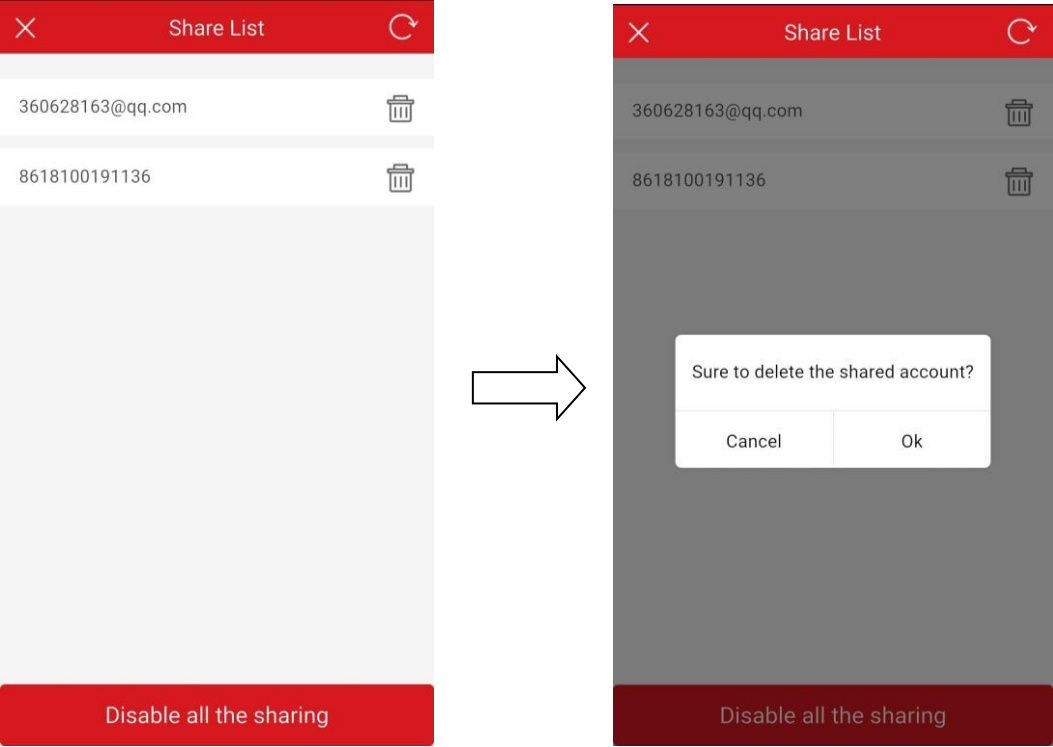 Share List
360628163@qq.com
8618100191136
Disable all the sharing
Share List
360628163@qq.com
8618100191136
Sure to delete the shared account?
Cancel
Ok
Disable all the sharing